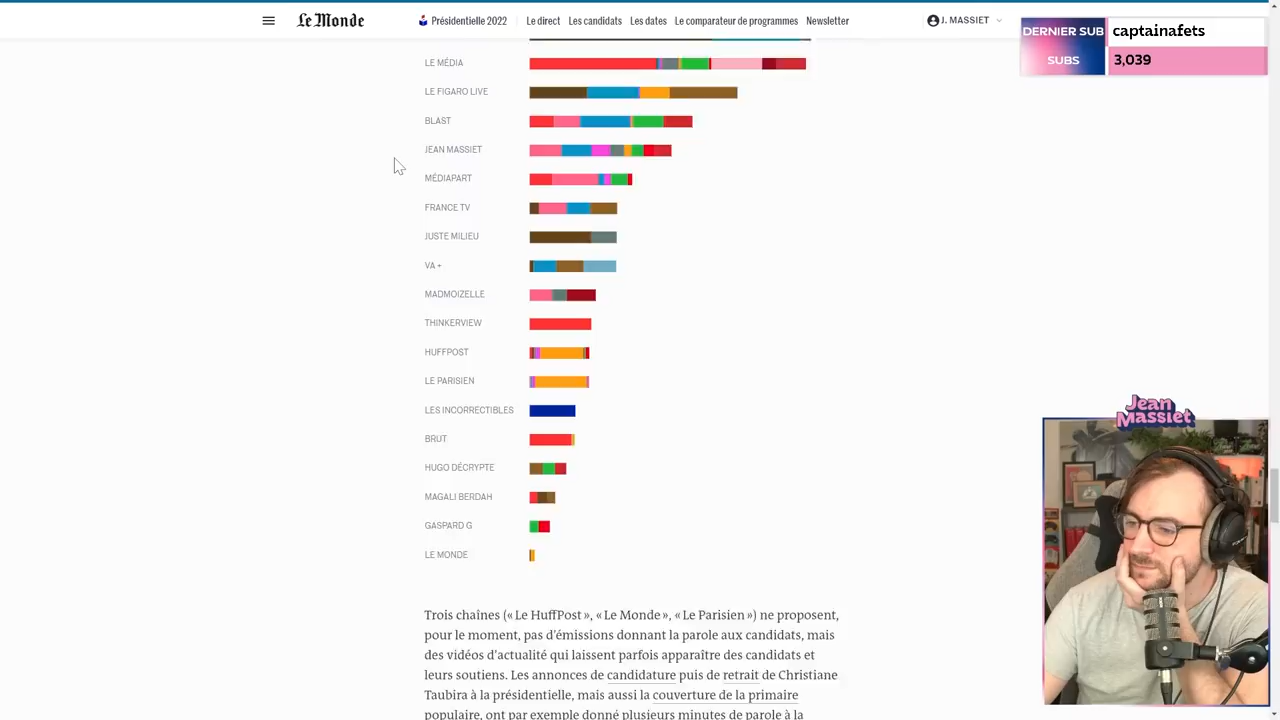 Le Monde
Présidentielle 2022
Le direct
Les candidats
Les dates
Le comparateur de programmes
Newsletter
J. MASSIET
DERNIER SUB
captainafets
SUBS
3,039
LE MÉDIA
LE FIGARO LIVE
BLAST
JEAN MASSIET
MÉDIAPART
FRANCE TV
JUSTE MILIEU
VA +
MADMOIZELLE
THINKERVIEW
HUFFPOST
LE PARISIEN
LES INCORRECTIBLES
BRUT
HUGO DÉCRYPTE
MAGALI BERDAH
GASPARD G
LE MONDE
Jean
Massiet
Trois chaînes (« Le HuffPost », « Le Monde », « Le Parisien ») ne proposent,
pour le moment, pas d’émissions donnant la parole aux candidats, mais
des vidéos d’actualité qui laissent parfois apparaître des candidats et
leurs soutiens. Les annonces de candidature puis de retrait de Christiane
Taubira à la présidentielle, mais aussi la couverture de la primaire
populaire, ont par exemple donné plusieurs minutes de parole à la